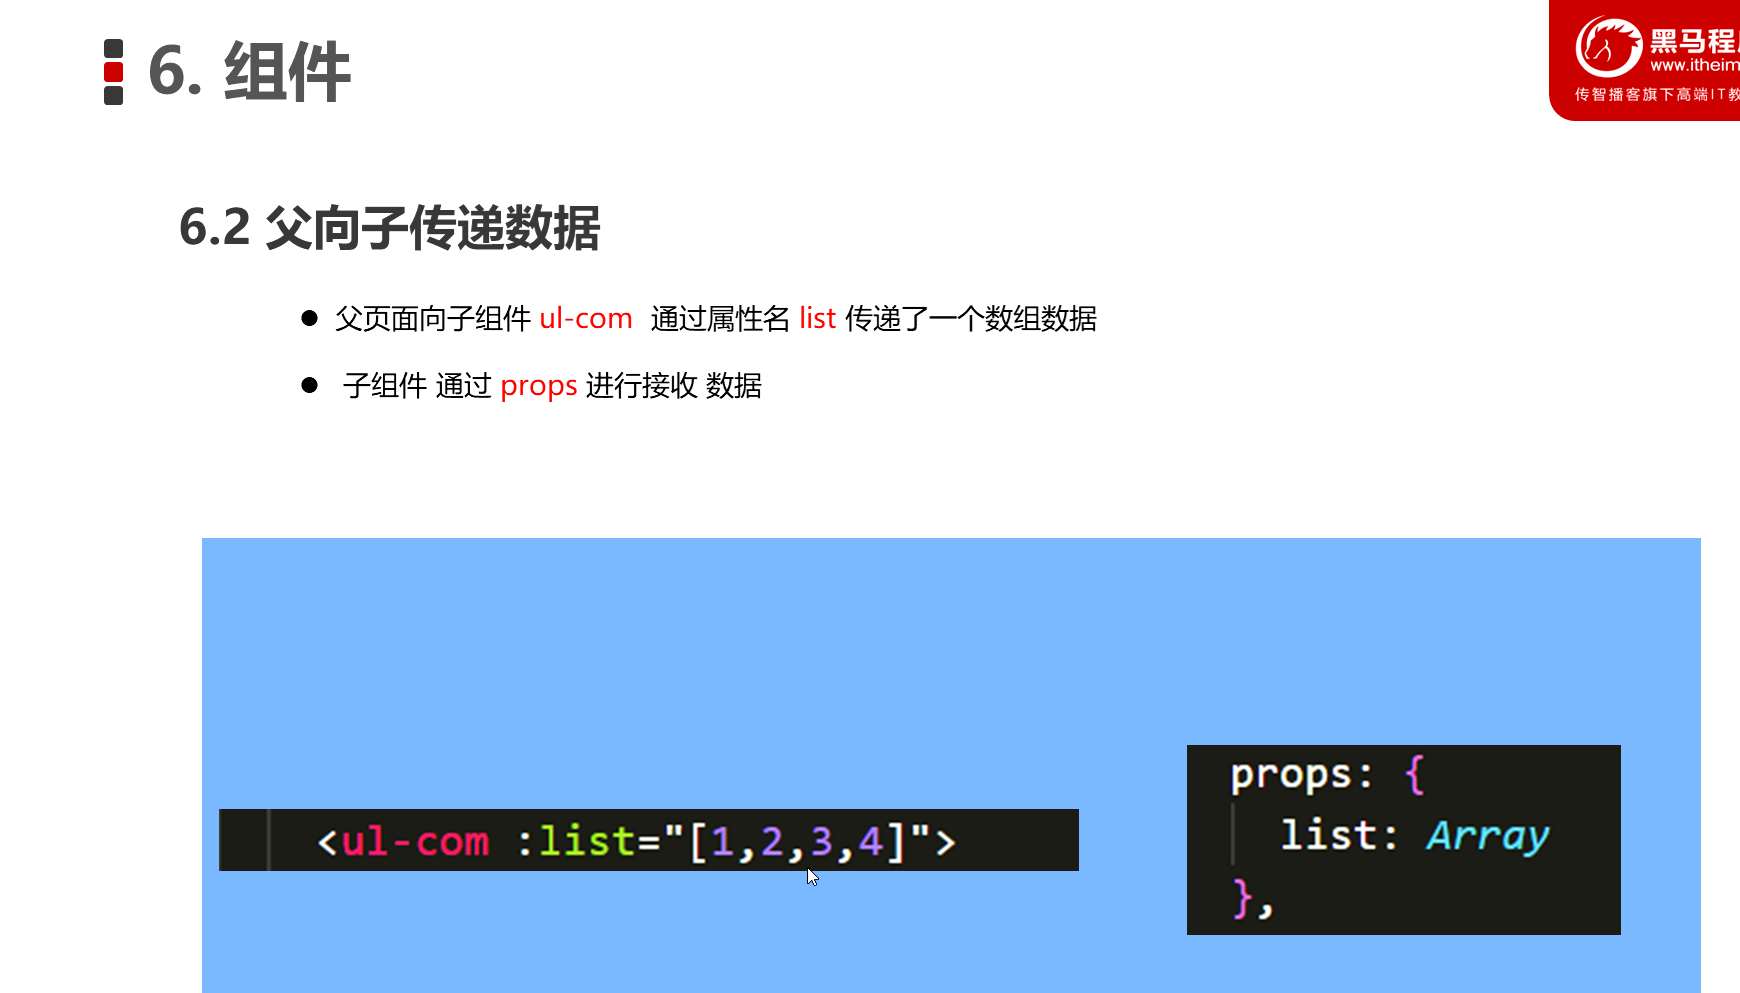 6. 组件
黑马程
www.itheim
传智播客旗下高端IT教
6.2 父向子传递数据
父页面向子组件 ul-com 通过属性名 list 传递了一个数组数据
子组件 通过 props 进行接收 数据
<ul-com :list="[1,2,3,4]">
props: {
list: Array
},